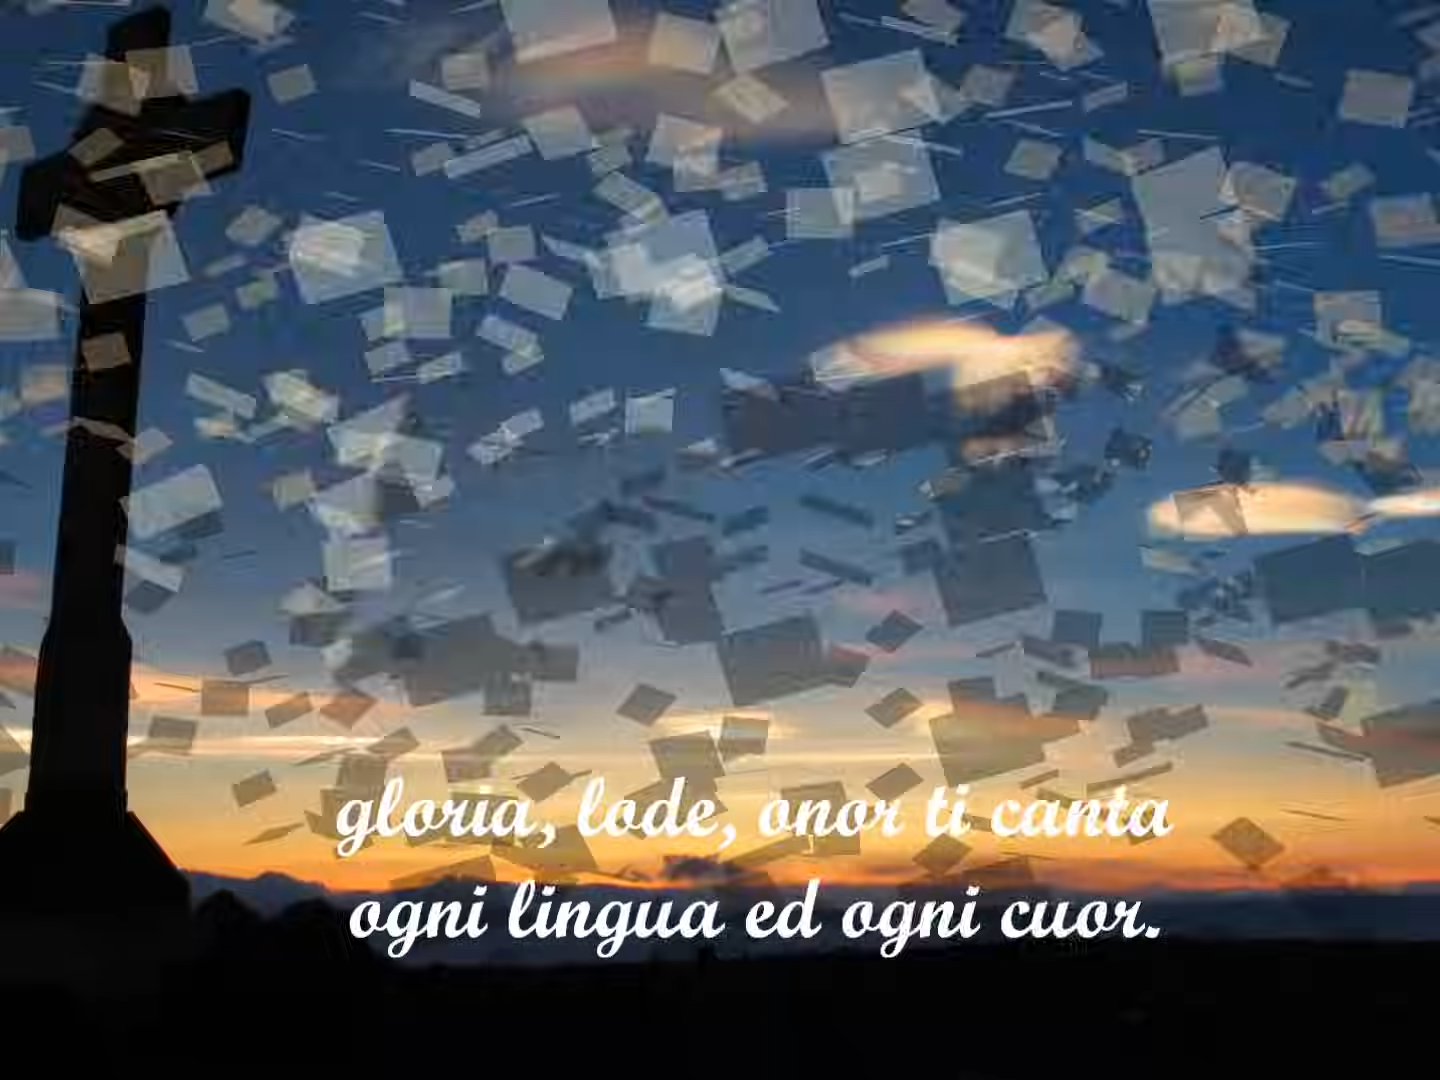 gloria, lode, onor ti canta
ogni lingua ed ogni cuor.